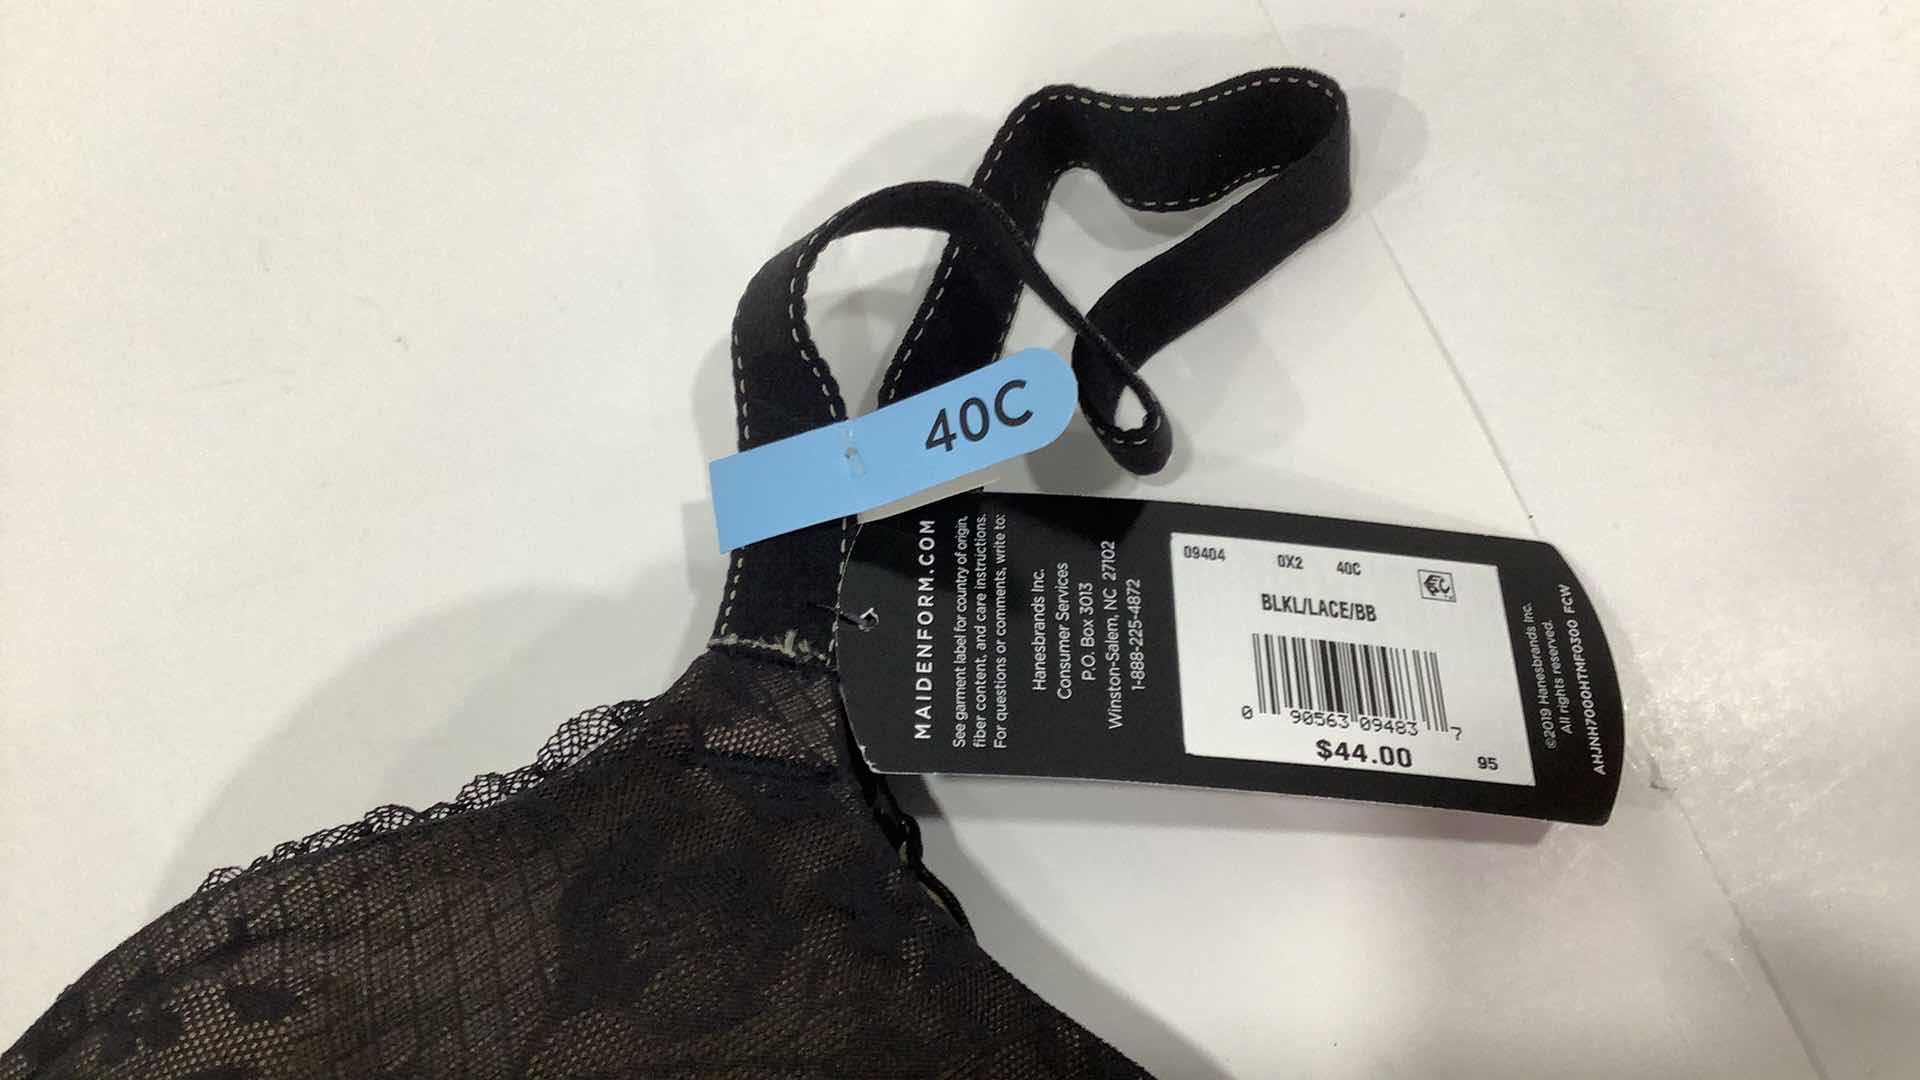 40C
MAIDENFORM.COM
See garment label for country of origin,
fiber content, and care instructions.
For questions or comments, write to:
Hanesbrands Inc.
Consumer Services
P.O. Box 3013
Winston-Salem, NC 27102
1-888-225-4872
09404 0X2 40C
BLKL/LACE/BB
0 90563 09483 7
$44.00 95
©2019 Hanesbrands Inc.
All rights reserved.
AHJNH7000HTMF0300 FCW